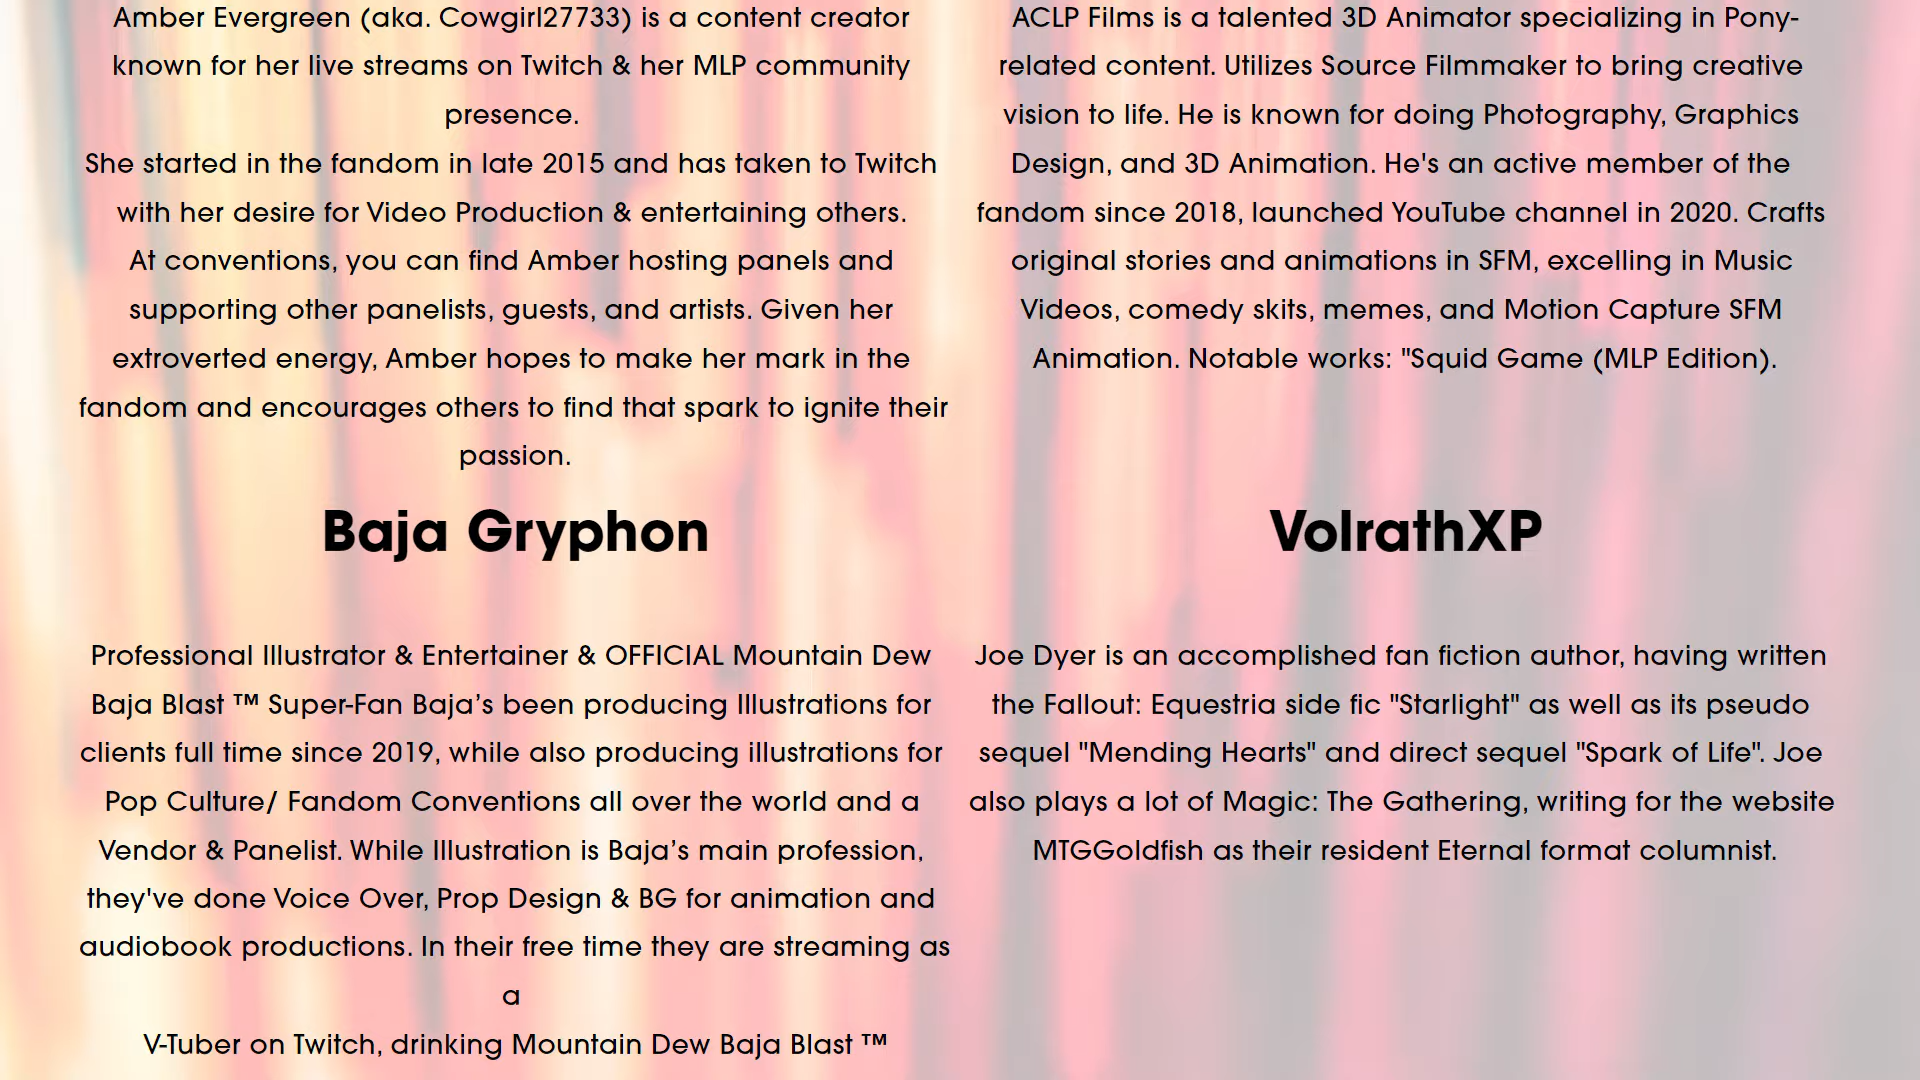 Amber Evergreen (aka. Cowgirl27733) is a content creator
known for her live streams on Twitch & her MLP community
presence.
She started in the fandom in late 2015 and has taken to Twitch
with her desire for Video Production & entertaining others.
At conventions, you can find Amber hosting panels and
supporting other panelists, guests, and artists. Given her
extroverted energy, Amber hopes to make her mark in the
fandom and encourages others to find that spark to ignite their
passion.
ACLP Films is a talented 3D Animator specializing in Pony-
related content. Utilizes Source Filmmaker to bring creative
vision to life. He is known for doing Photography, Graphics
Design, and 3D Animation. He's an active member of the
fandom since 2018, launched YouTube channel in 2020. Crafts
original stories and animations in SFM, excelling in Music
Videos, comedy skits, memes, and Motion Capture SFM
Animation. Notable works: "Squid Game (MLP Edition).
Baja Gryphon
Professional Illustrator & Entertainer & OFFICIAL Mountain Dew
Baja Blast ™ Super-Fan Baja’s been producing Illustrations for
clients full time since 2019, while also producing illustrations for
Pop Culture/ Fandom Conventions all over the world and a
Vendor & Panelist. While Illustration is Baja’s main profession,
they've done Voice Over, Prop Design & BG for animation and
audiobook productions. In their free time they are streaming as
a
V-Tuber on Twitch, drinking Mountain Dew Baja Blast ™
VolrathXP
Joe Dyer is an accomplished fan fiction author, having written
the Fallout: Equestria side fic "Starlight" as well as its pseudo
sequel "Mending Hearts" and direct sequel "Spark of Life". Joe
also plays a lot of Magic: The Gathering, writing for the website
MTGGoldfish as their resident Eternal format columnist.